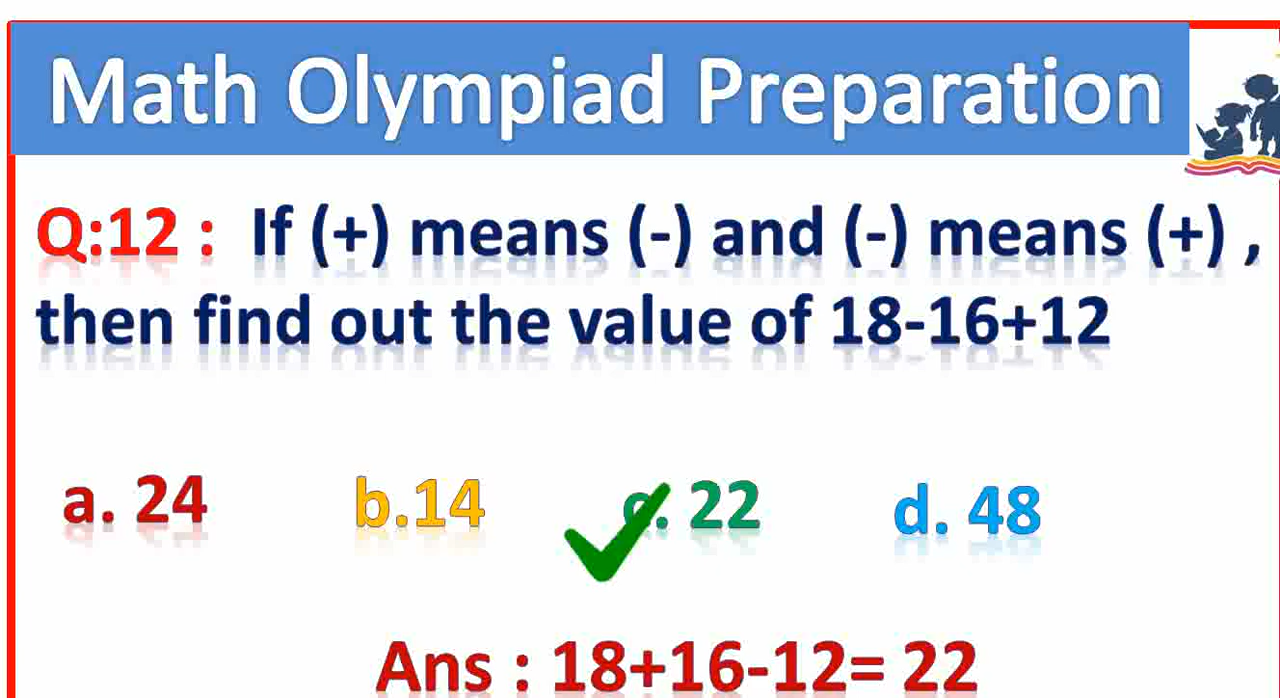 Math Olympiad Preparation
Q:12 : If (+) means (-) and (-) means (+) ,
then find out the value of 18-16+12
a. 24 b.14 c. 22 d. 48
Ans : 18+16-12= 22